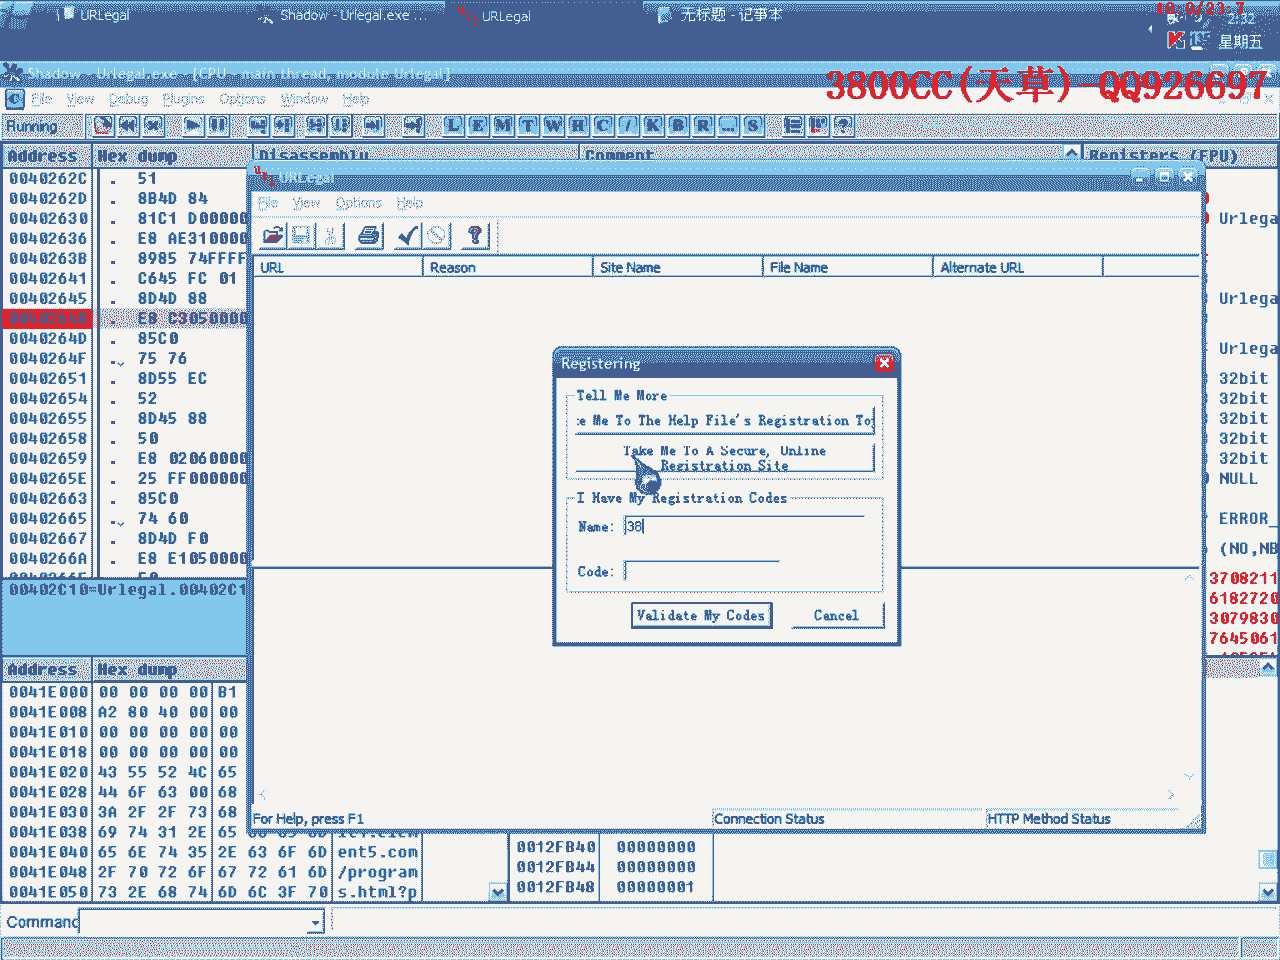 URLegal
Shadow - Urlegal.exe ...
URLegal
无标题 - 记事本
2:32
星期五
Shadow - Urlegal.exe - [CPU - main thread, module Urlegal]
3800CC(天草)-QQ926697
File View Debug Plugins Options Window Help
Running
L E M T W H C / K B R ... S
Address Hex dump Disassembly Comment Registers (FPU)
0040262C . 51
0040262D . 8B4D 84
00402630 . 81C1 D00000
00402636 . E8 AE310000
0040263B . 8985 74FFFF
00402641 . C645 FC 01
00402645 . 8D4D 88
00402648 . E8 C3050000
0040264D . 85C0
0040264F . 75 76
00402651 . 8D55 EC
00402654 . 52
00402655 . 8D45 88
00402658 . 50
00402659 . E8 02060000
0040265E . 25 FF000000
00402663 . 85C0
00402665 . 74 60
00402667 . 8D4D F0
0040266A . E8 E1050000
00402C10=Urlegal.00402C1
URLegal
File View Options Help
URL Reason Site Name File Name Alternate URL
Registering
Tell Me More
e Me To The Help File's Registration To
Take Me To A Secure, Online
Registration Site
I Have My Registration Codes
Name: 38
Code:
Validate My Codes Cancel
For Help, press F1 Connection Status HTTP Method Status
Urlega
Urlega
Urlega
32bit
32bit
32bit
32bit
32bit
NULL
ERROR_
(NO,NB
3708211
6182720
3079830
7645061
Address Hex dump
0041E000 00 00 00 00 B1
0041E008 A2 80 40 00 00
0041E010 00 00 00 00 00
0041E018 00 00 00 00 00
0041E020 43 55 52 4C 65
0041E028 44 6F 63 00 68
0041E030 3A 2F 2F 73 68
0041E038 69 74 31 2E 65
0041E040 65 6E 74 35 2E 63 6F 6D ent5.com
0041E048 2F 70 72 6F 67 72 61 6D /program
0041E050 73 2E 68 74 6D 6C 3F 70 s.html?p
0012FB40 00000000
0012FB44 00000000
0012FB48 00000001
Command